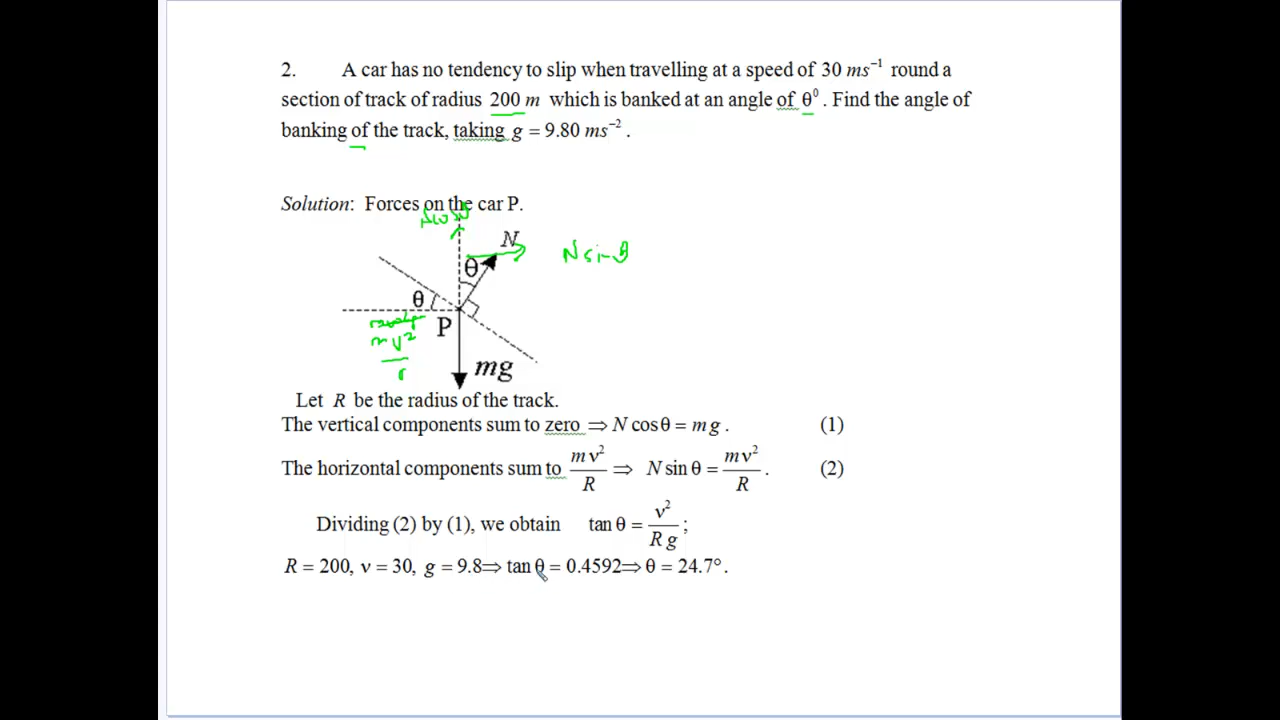 2. A car has no tendency to slip when travelling at a speed of 30 ms⁻¹ round a
section of track of radius 200 m which is banked at an angle of θ⁰. Find the angle of
banking of the track, taking g = 9.80 ms⁻².
Solution: Forces on the car P.
N cos θ
N
N sin θ
θ
θ
P
mv²
r
mg
Let R be the radius of the track.
The vertical components sum to zero ⇒ N cosθ = mg. (1)
The horizontal components sum to mv²/R ⇒ N sin θ = mv²/R. (2)
Dividing (2) by (1), we obtain tan θ = v²/Rg;
R = 200, v = 30, g = 9.8⇒ tan θ = 0.4592⇒ θ = 24.7°.